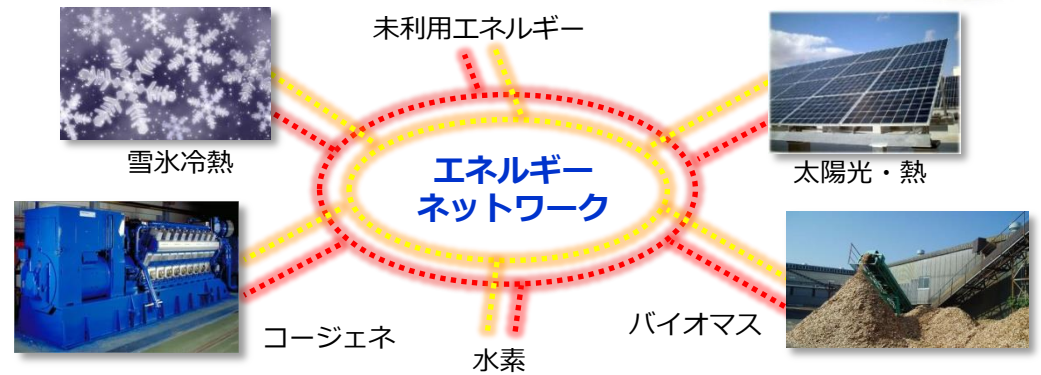 未利用エネルギー
雪氷冷熱
太陽光・熱
エネルギー
ネットワーク
コージェネ
水素
バイオマス